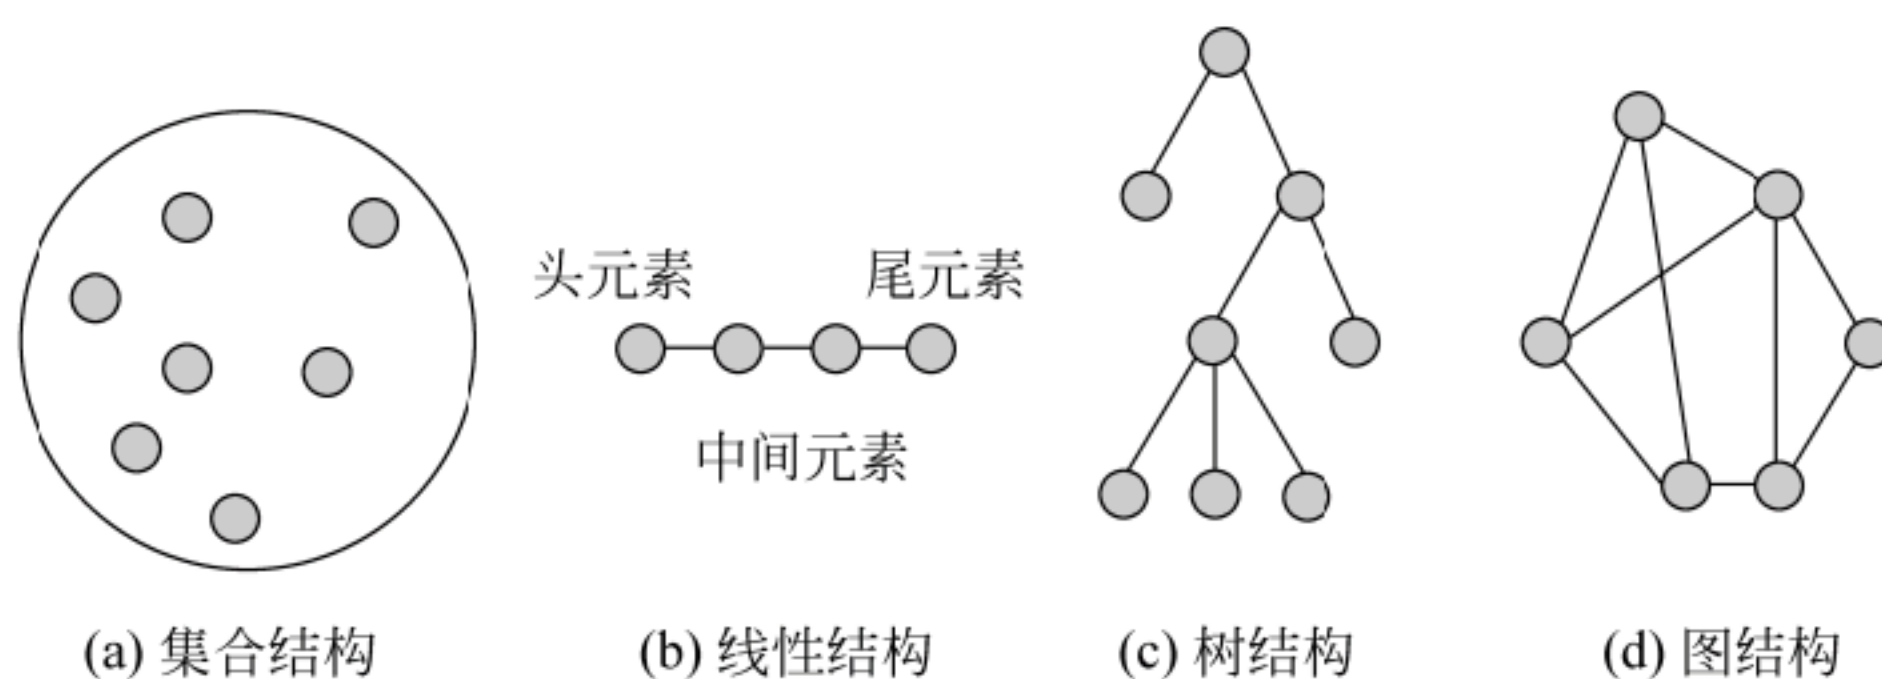 头元素
尾元素
中间元素
(a) 集合结构
(b) 线性结构
(c) 树结构
(d) 图结构